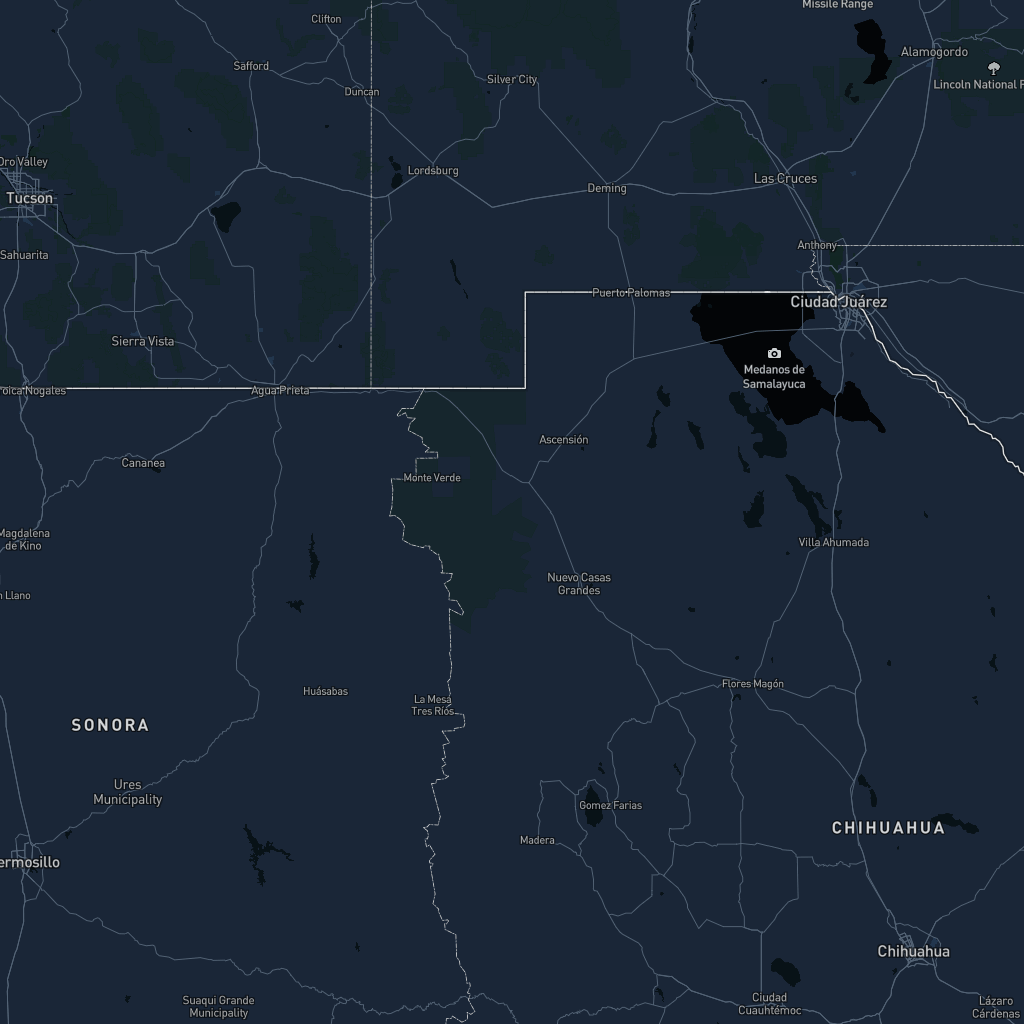 Missile Range
Clifton
Alamogordo
Safford
Silver City
Lincoln National F
Duncan
Oro Valley
Lordsburg
Las Cruces
Deming
Tucson
Anthony
Sahuarita
Puerto Palomas
Ciudad Juárez
Sierra Vista
Medanos de
Samalayuca
oica Nogales
Agua Prieta
Ascensión
Cananea
Monte Verde
Magdalena
de Kino
Villa Ahumada
Nuevo Casas
Grandes
n Llano
Flores Magón
Huásabas
La Mesa
Tres Ríos
SONORA
Ures
Municipality
Gomez Farias
CHIHUAHUA
Madera
ermosillo
Chihuahua
Suaqui Grande
Municipality
Ciudad
Cuauhtémoc
Lázaro
Cárdenas